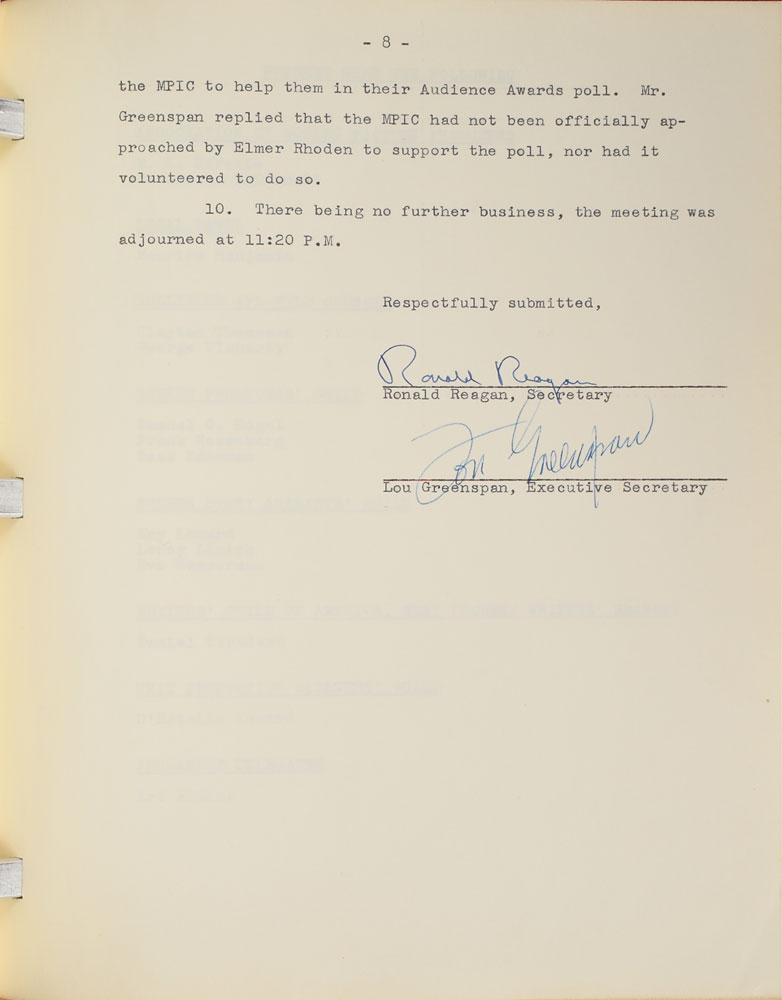 - 8 -
the MPIC to help them in their Audience Awards poll. Mr.
Greenspan replied that the MPIC had not been officially ap-
proached by Elmer Rhoden to support the poll, nor had it
volunteered to do so.
10. There being no further business, the meeting was
adjourned at 11:20 P.M.
Respectfully submitted,
Ronald Reagan
Ronald Reagan, Secretary
Lou Greenspan
Lou Greenspan, Executive Secretary